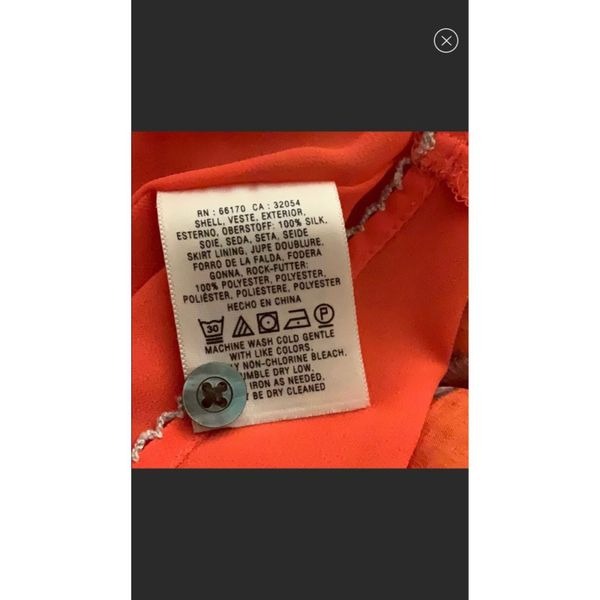 RN : 66170 CA : 32054
SHELL, VESTE, EXTERIOR,
ESTERNO, OBERSTOFF: 100% SILK,
SOIE, SEDA, SETA, SEIDE
SKIRT LINING, JUPE DOUBLURE,
FORRO DE LA FALDA, FODERA
GONNA, ROCK-FUTTER:
100% POLYESTER, POLYESTER,
POLIÉSTER, POLIESTERE, POLYESTER
HECHO EN CHINA
30 P
MACHINE WASH COLD GENTLE
WITH LIKE COLORS.
NON-CHLORINE BLEACH.
DRY LOW.
IRON AS NEEDED.
BE DRY CLEANED